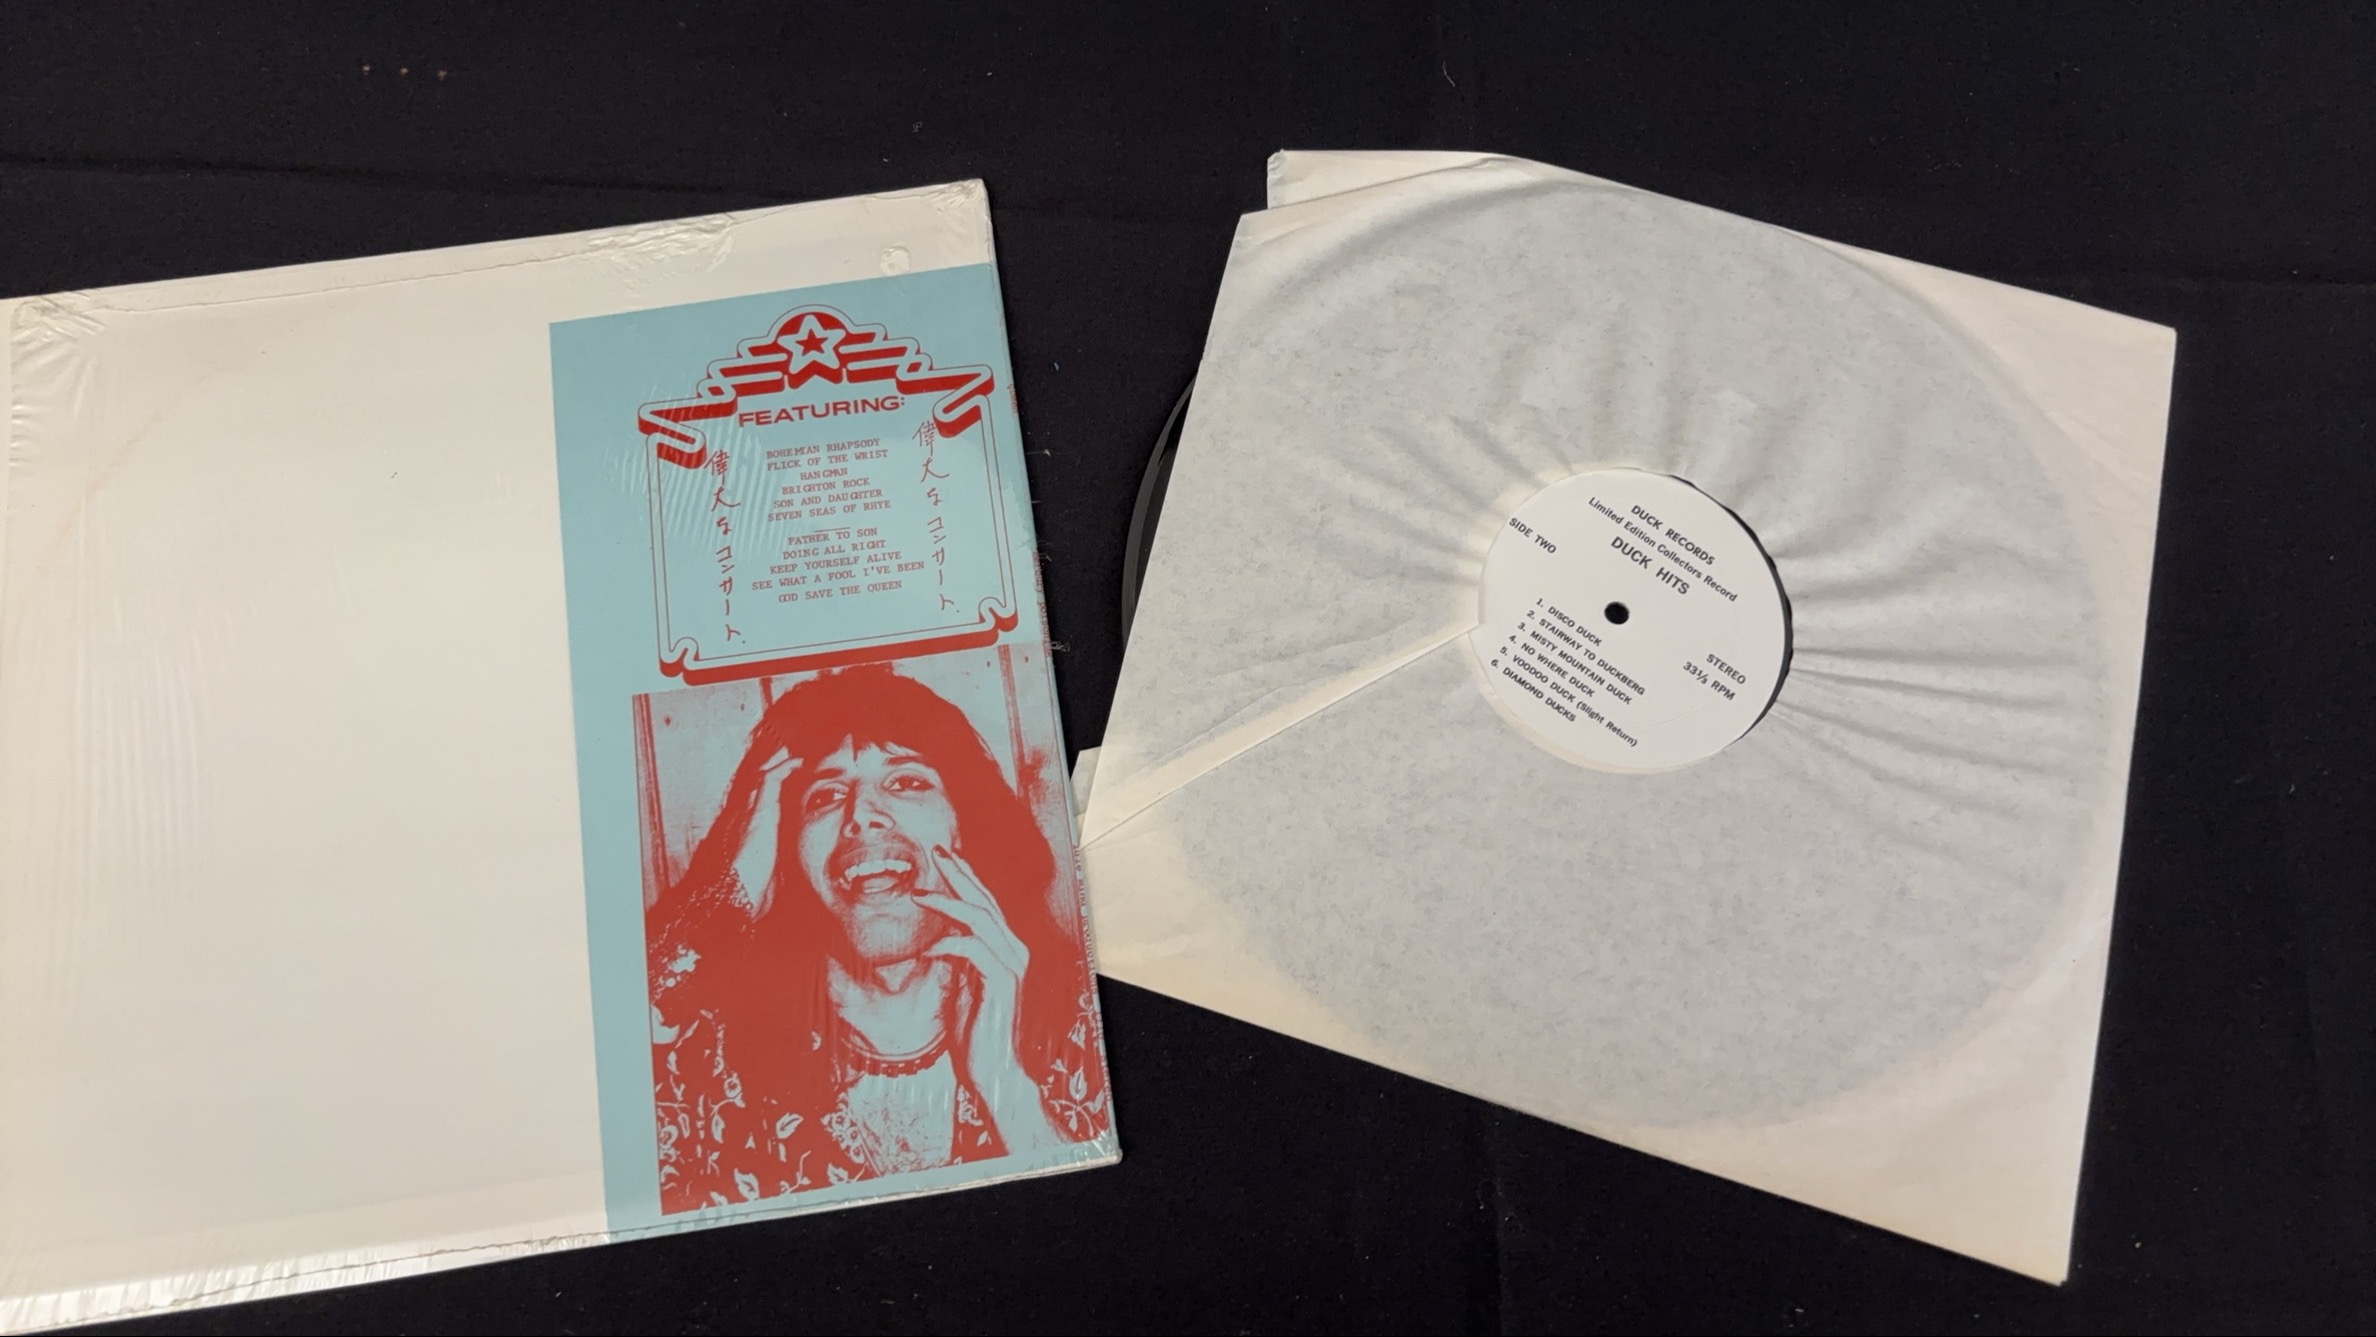 FEATURING:
BOHEMIAN RHAPSODY
FLICK OF THE WRIST
HANGMAN
BRIGHTON ROCK
SON AND DAUGHTER
SEVEN SEAS OF RHYE
FATHER TO SON
DOING ALL RIGHT
KEEP YOURSELF ALIVE
SEE WHAT A FOOL I'VE BEEN
GOD SAVE THE QUEEN
偉大なコンサート.
偉大なコンサート.
DUCK RECORDS
Limited Edition Collectors Record
DUCK HITS
SIDE TWO
1. DISCO DUCK
2. STAIRWAY TO DUCKBERG
3. MISTY MOUNTAIN DUCK
4. NO WHERE DUCK
5. VOODOO DUCK (Slight Return)
6. DIAMOND DUCKS
STEREO
33⅓ RPM